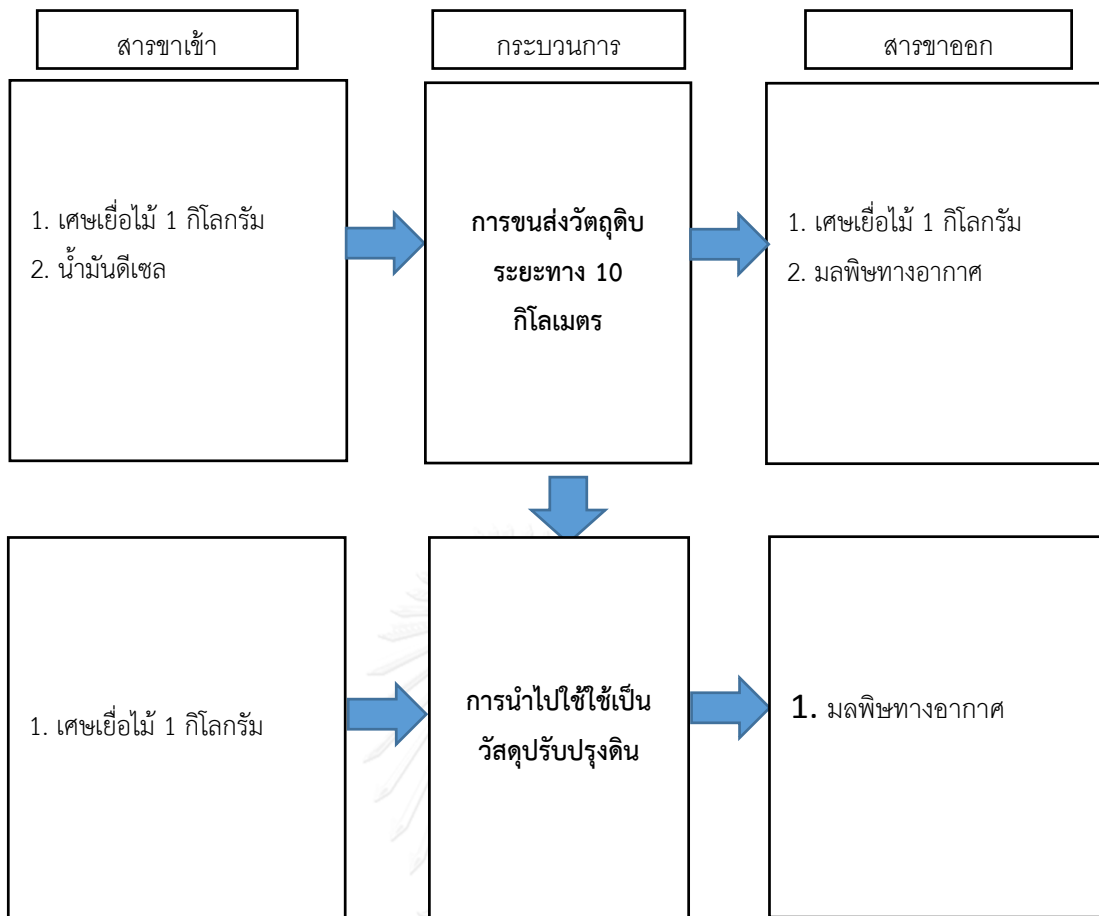 สารขาเข้า
กระบวนการ
สารขาออก
1. เศษเยื่อไม้ 1 กิโลกรัม
2. น้ำมันดีเซล
การขนส่งวัตถุดิบ
ระยะทาง 10
กิโลเมตร
1. เศษเยื่อไม้ 1 กิโลกรัม
2. มลพิษทางอากาศ
1. เศษเยื่อไม้ 1 กิโลกรัม
การนำไปใช้ใช้เป็น
วัสดุปรับปรุงดิน
1. มลพิษทางอากาศ